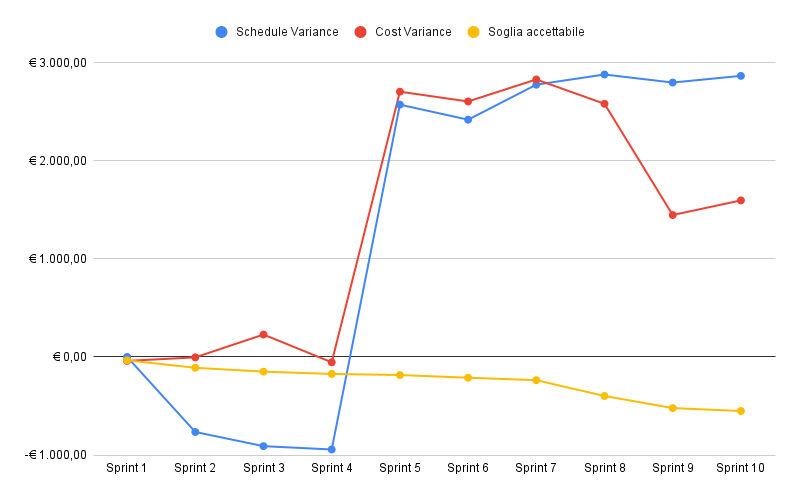 Schedule Variance Cost Variance Soglia accettabile
€3.000,00
€2.000,00
€1.000,00
€0,00
-€1.000,00
Sprint 1 Sprint 2 Sprint 3 Sprint 4 Sprint 5 Sprint 6 Sprint 7 Sprint 8 Sprint 9 Sprint 10